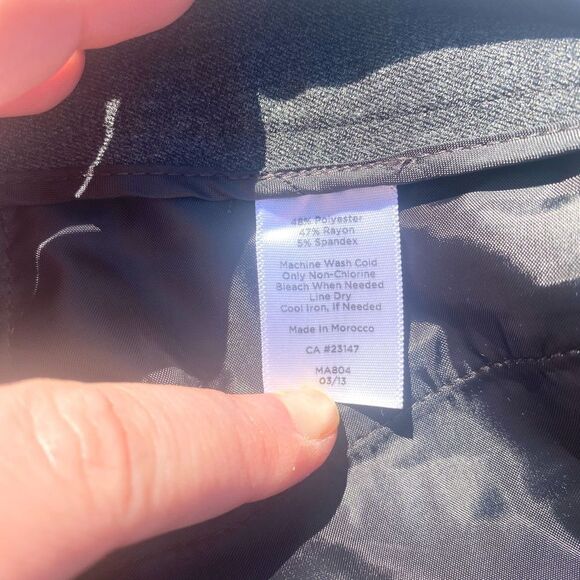 48% Polyester
47% Rayon
5% Spandex
Machine Wash Cold
Only Non-Chlorine
Bleach When Needed
Line Dry
Cool Iron, If Needed
Made In Morocco
CA #23147
MA804
03/13